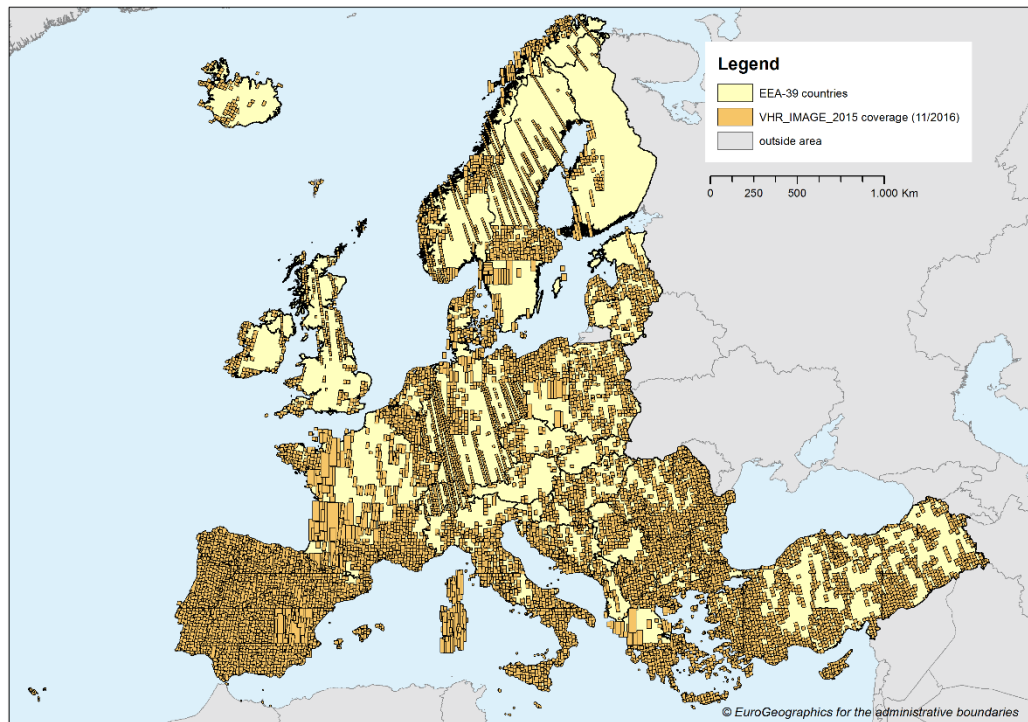 Legend
EEA-39 countries
VHR_IMAGE_2015 coverage (11/2016)
outside area
0 250 500 1.000 Km
© EuroGeographics for the administrative boundaries